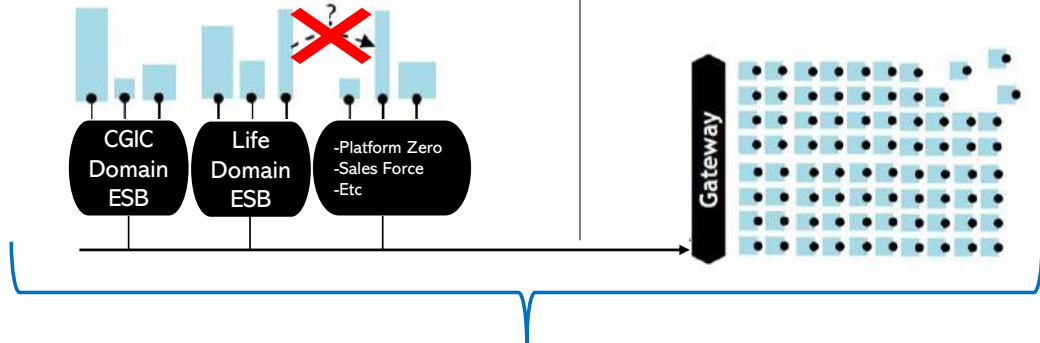 ?
CGIC
Domain
ESB
Life
Domain
ESB
-Platform Zero
-Sales Force
-Etc
Gateway